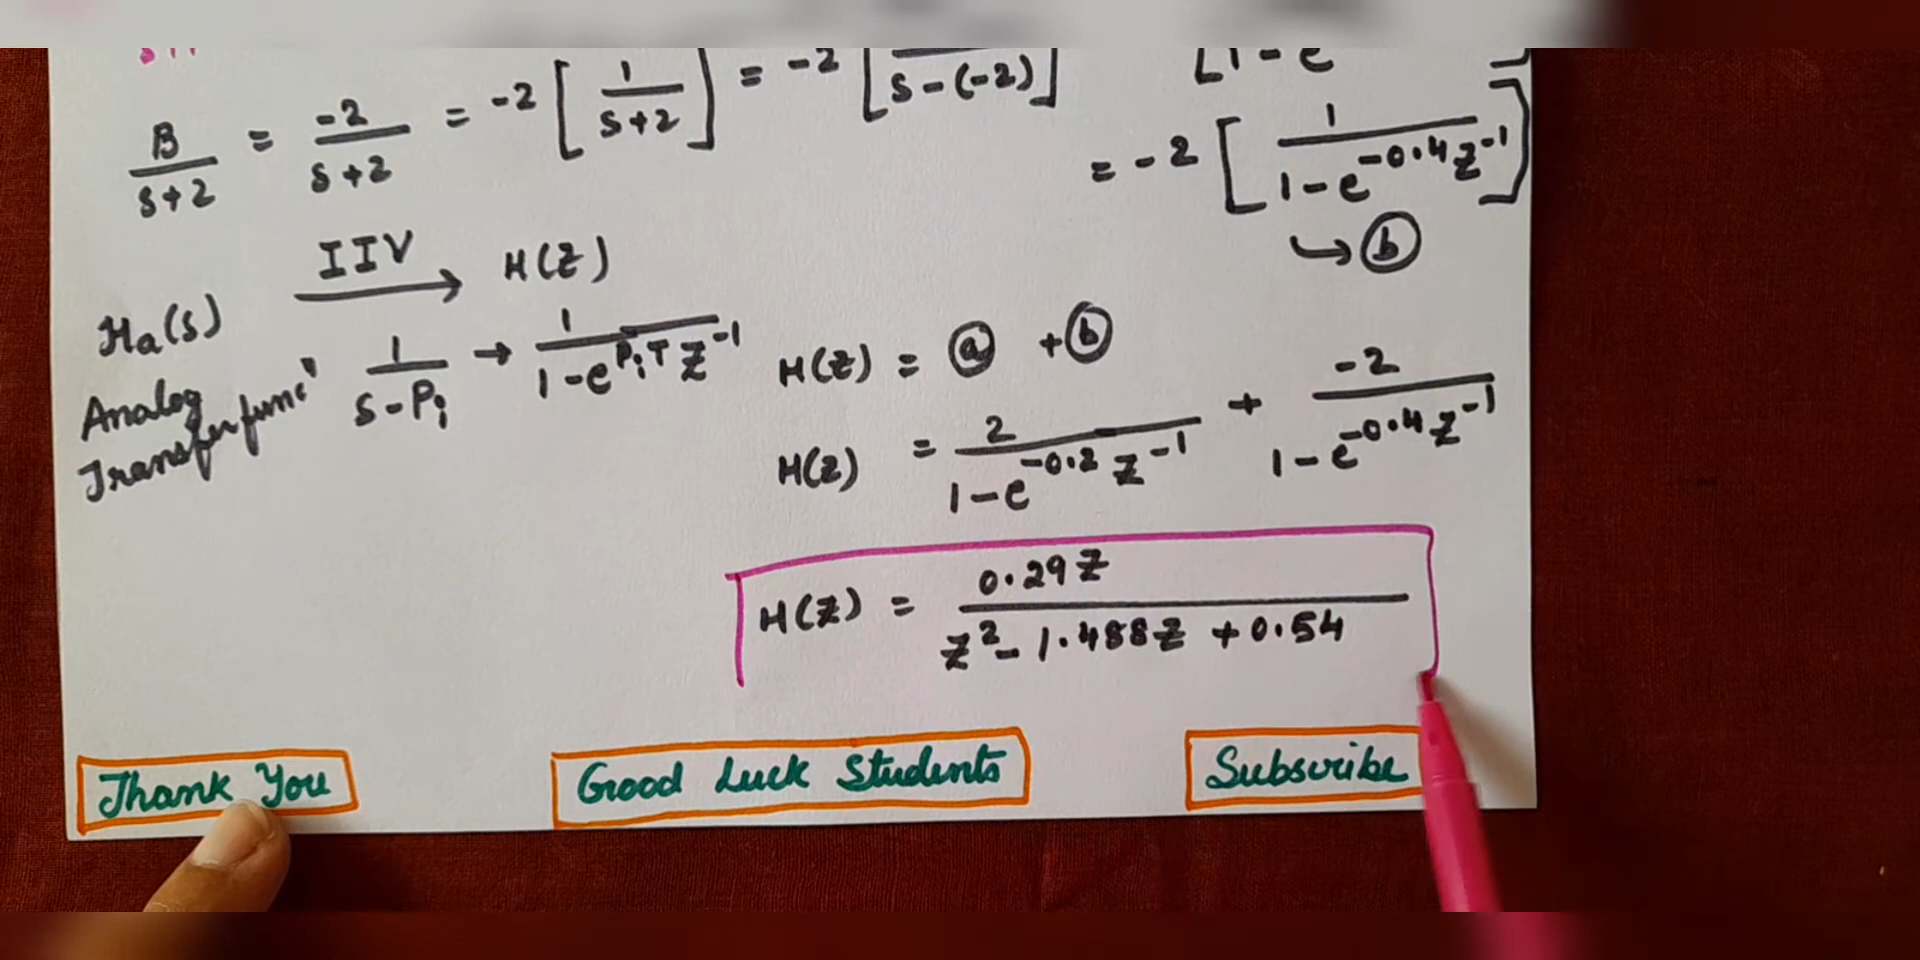 B/(s+2) = -2/(s+2) = -2 [1/(s+2)] = -2 [ /(s-(-2))]
[1-e
= -2 [1/(1-e^-0.4 z^-1)]
↳ (b)
Ha(s) IIV → H(Z)
Analog Transfer func'
1/(s-Pi) → 1/(1-e^PiT z^-1)
H(Z) = (a) + (b)
H(z) = 2/(1-e^-0.2 z^-1) + -2/(1-e^-0.4 z^-1)
H(Z) = 0.29Z/(Z^2 - 1.488Z + 0.54)
Thank You
Good Luck Students
Subscribe